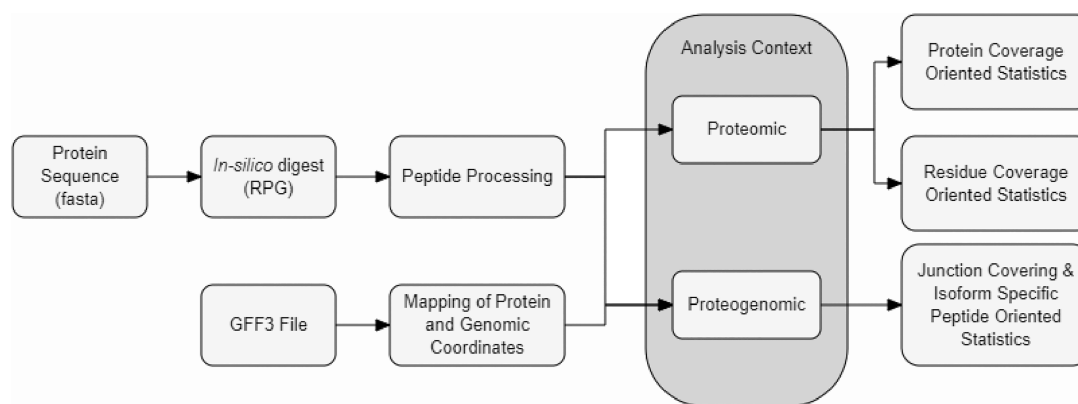 Analysis Context
Protein Coverage
Oriented Statistics
Protein
Sequence
(fasta)
In-silico digest
(RPG)
Peptide Processing
Proteomic
Residue Coverage
Oriented Statistics
GFF3 File
Mapping of Protein
and Genomic
Coordinates
Proteogenomic
Junction Covering &
Isoform Specific
Peptide Oriented
Statistics